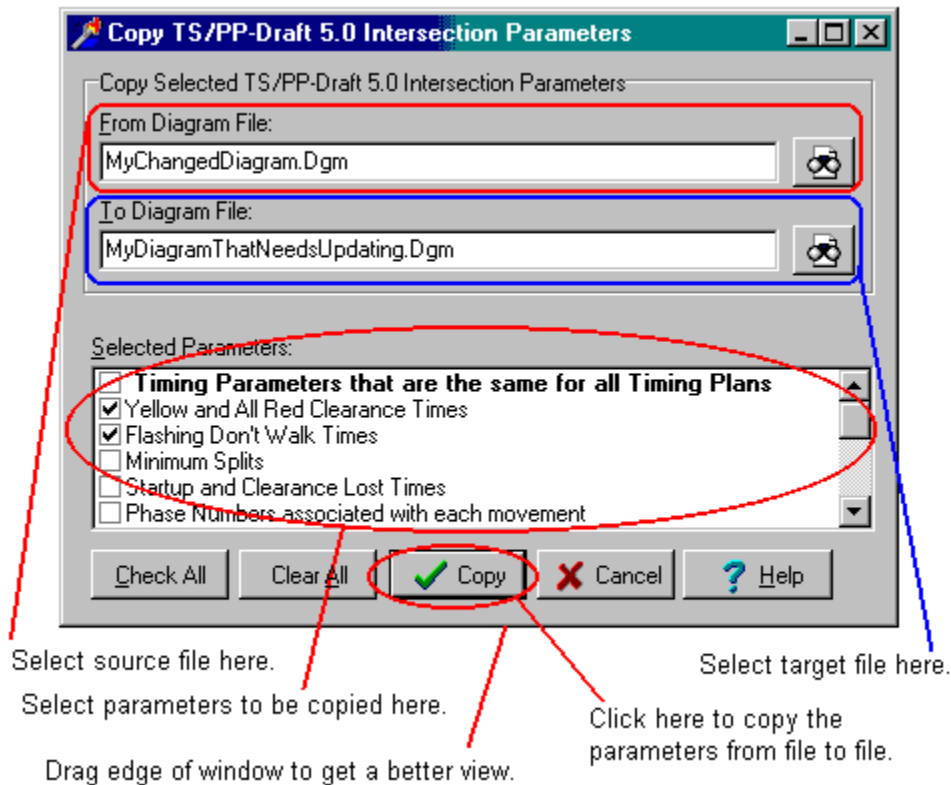 Copy TS/PP-Draft 5.0 Intersection Parameters
Copy Selected TS/PP-Draft 5.0 Intersection Parameters
From Diagram File:
MyChangedDiagram.Dgm
To Diagram File:
MyDiagramThatNeedsUpdating.Dgm
Selected Parameters:
Timing Parameters that are the same for all Timing Plans
Yellow and All Red Clearance Times
Flashing Don't Walk Times
Minimum Splits
Startup and Clearance Lost Times
Phase Numbers associated with each movement
Check All
Clear All
Copy
Cancel
? Help
Select source file here.
Select target file here.
Select parameters to be copied here.
Click here to copy the
parameters from file to file.
Drag edge of window to get a better view.